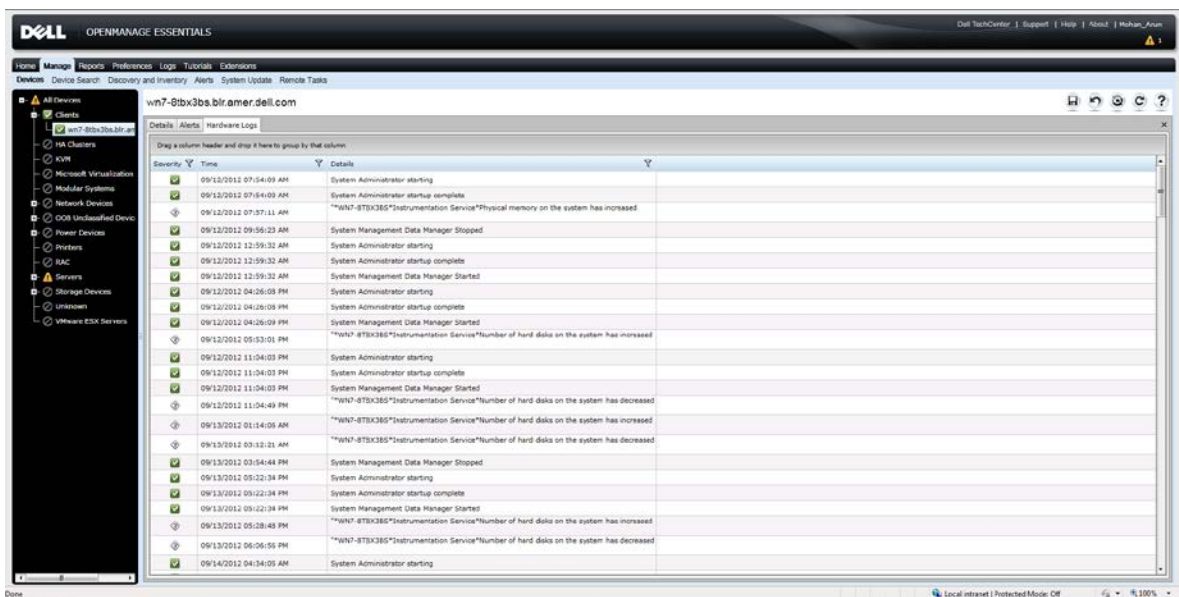 DELL OPENMANAGE ESSENTIALS
Dell TechCenter | Support | Help | About | Mohan_Arun
1
Home Manage Reports Preferences Logs Tutorials Extensions
Devices Device Search Discovery and Inventory Alerts System Update Remote Tasks
All Devices
Clients
wn7-8tbx3bs.blr.am
HA Clusters
KVM
Microsoft Virtualization
Modular Systems
Network Devices
OOB Unclassified Devic
Power Devices
Printers
RAC
Servers
Storage Devices
Unknown
VMware ESX Servers
wn7-8tbx3bs.blr.amer.dell.com
Details Alerts Hardware Logs
Drag a column header and drop it here to group by that column
Severity Time Details
09/12/2012 07:54:09 AM System Administrator starting
09/12/2012 07:54:09 AM System Administrator startup complete
09/12/2012 07:57:11 AM "*WN7-8TBX3BS*Instrumentation Service*Physical memory on the system has increased
09/12/2012 09:56:23 AM System Management Data Manager Stopped
09/12/2012 12:59:32 AM System Administrator starting
09/12/2012 12:59:32 AM System Administrator startup complete
09/12/2012 12:59:32 AM System Management Data Manager Started
09/12/2012 04:26:08 PM System Administrator starting
09/12/2012 04:26:08 PM System Administrator startup complete
09/12/2012 04:26:09 PM System Management Data Manager Started
09/12/2012 05:53:01 PM "*WN7-8TBX3BS*Instrumentation Service*Number of hard disks on the system has increased
09/12/2012 11:04:03 PM System Administrator starting
09/12/2012 11:04:03 PM System Administrator startup complete
09/12/2012 11:04:03 PM System Management Data Manager Started
09/12/2012 11:04:49 PM "*WN7-8TBX3BS*Instrumentation Service*Number of hard disks on the system has decreased
09/13/2012 01:14:06 AM "*WN7-8TBX3BS*Instrumentation Service*Number of hard disks on the system has increased
09/13/2012 03:12:21 AM "*WN7-8TBX3BS*Instrumentation Service*Number of hard disks on the system has decreased
09/13/2012 03:54:44 PM System Management Data Manager Stopped
09/13/2012 05:22:34 PM System Administrator starting
09/13/2012 05:22:34 PM System Administrator startup complete
09/13/2012 05:22:34 PM System Management Data Manager Started
09/13/2012 05:28:48 PM "*WN7-8TBX3BS*Instrumentation Service*Number of hard disks on the system has increased
09/13/2012 06:06:56 PM "*WN7-8TBX3BS*Instrumentation Service*Number of hard disks on the system has decreased
09/14/2012 04:34:05 AM System Administrator starting
Done
Local intranet | Protected Mode: Off
100%